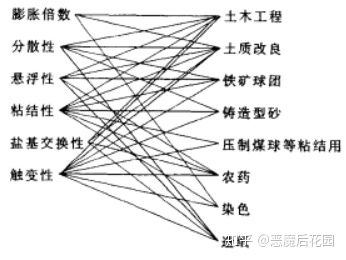 膨胀倍数
分散性
悬浮性
粘结性
盐基交换性
触变性
土木工程
土质改良
铁矿球团
铸造型砂
压制煤球等粘结用
农药
染色
知乎 @恶魔后花园